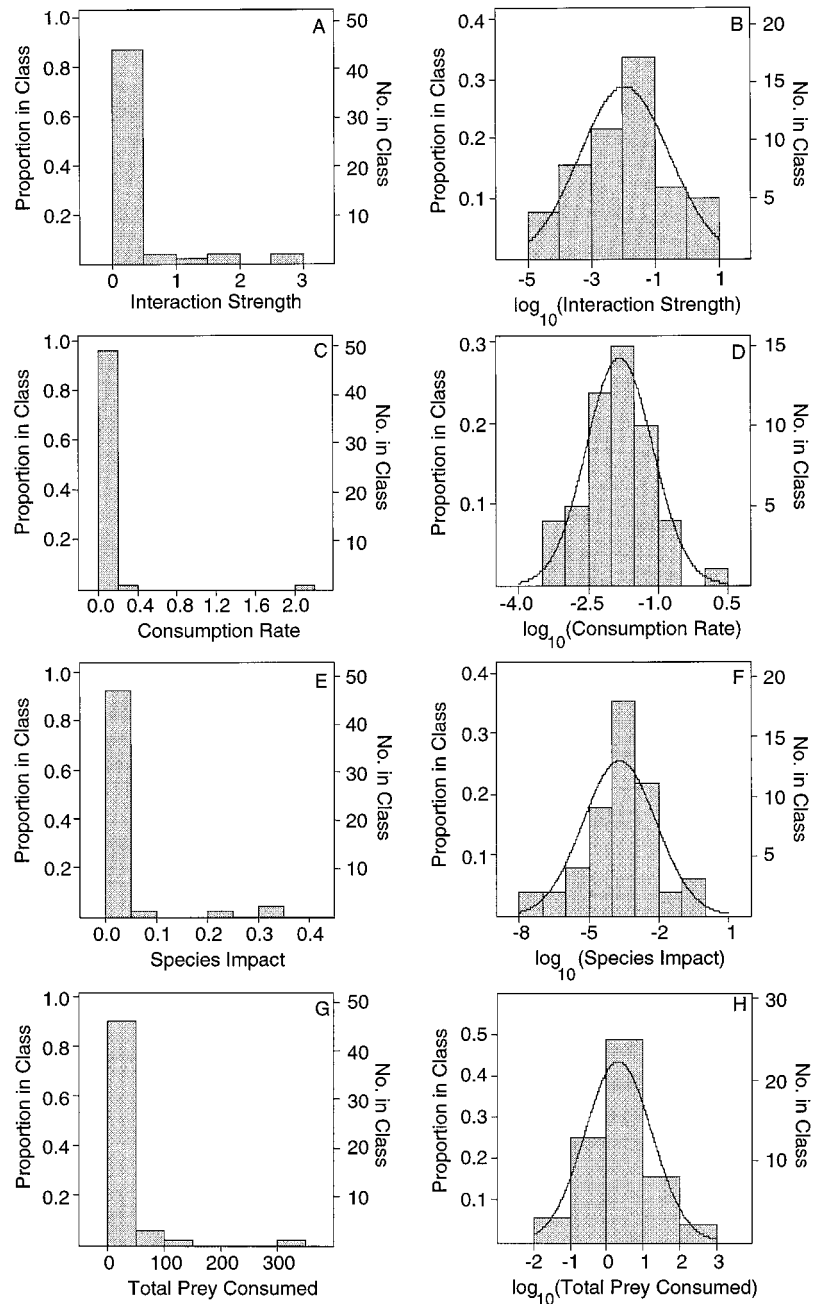 A
Proportion in Class
1.0
0.8
0.6
0.4
0.2
50
40
30
20
10
No. in Class
0 1 2 3
Interaction Strength
B
Proportion in Class
0.4
0.3
0.2
0.1
20
15
10
5
No. in Class
-5 -3 -1 1
log10(Interaction Strength)
C
Proportion in Class
1.0
0.8
0.6
0.4
0.2
50
40
30
20
10
No. in Class
0.0 0.4 0.8 1.2 1.6 2.0
Consumption Rate
D
Proportion in Class
0.3
0.2
0.1
15
10
5
No. in Class
-4.0 -2.5 -1.0 0.5
log10(Consumption Rate)
E
Proportion in Class
1.0
0.8
0.6
0.4
0.2
50
40
30
20
10
No. in Class
0.0 0.1 0.2 0.3 0.4
Species Impact
F
Proportion in Class
0.4
0.3
0.2
0.1
20
15
10
5
No. in Class
-8 -5 -2 1
log10(Species Impact)
G
Proportion in Class
1.0
0.8
0.6
0.4
0.2
50
40
30
20
10
No. in Class
0 100 200 300
Total Prey Consumed
H
Proportion in Class
0.5
0.4
0.3
0.2
0.1
30
20
10
No. in Class
-2 -1 0 1 2 3
log10(Total Prey Consumed)